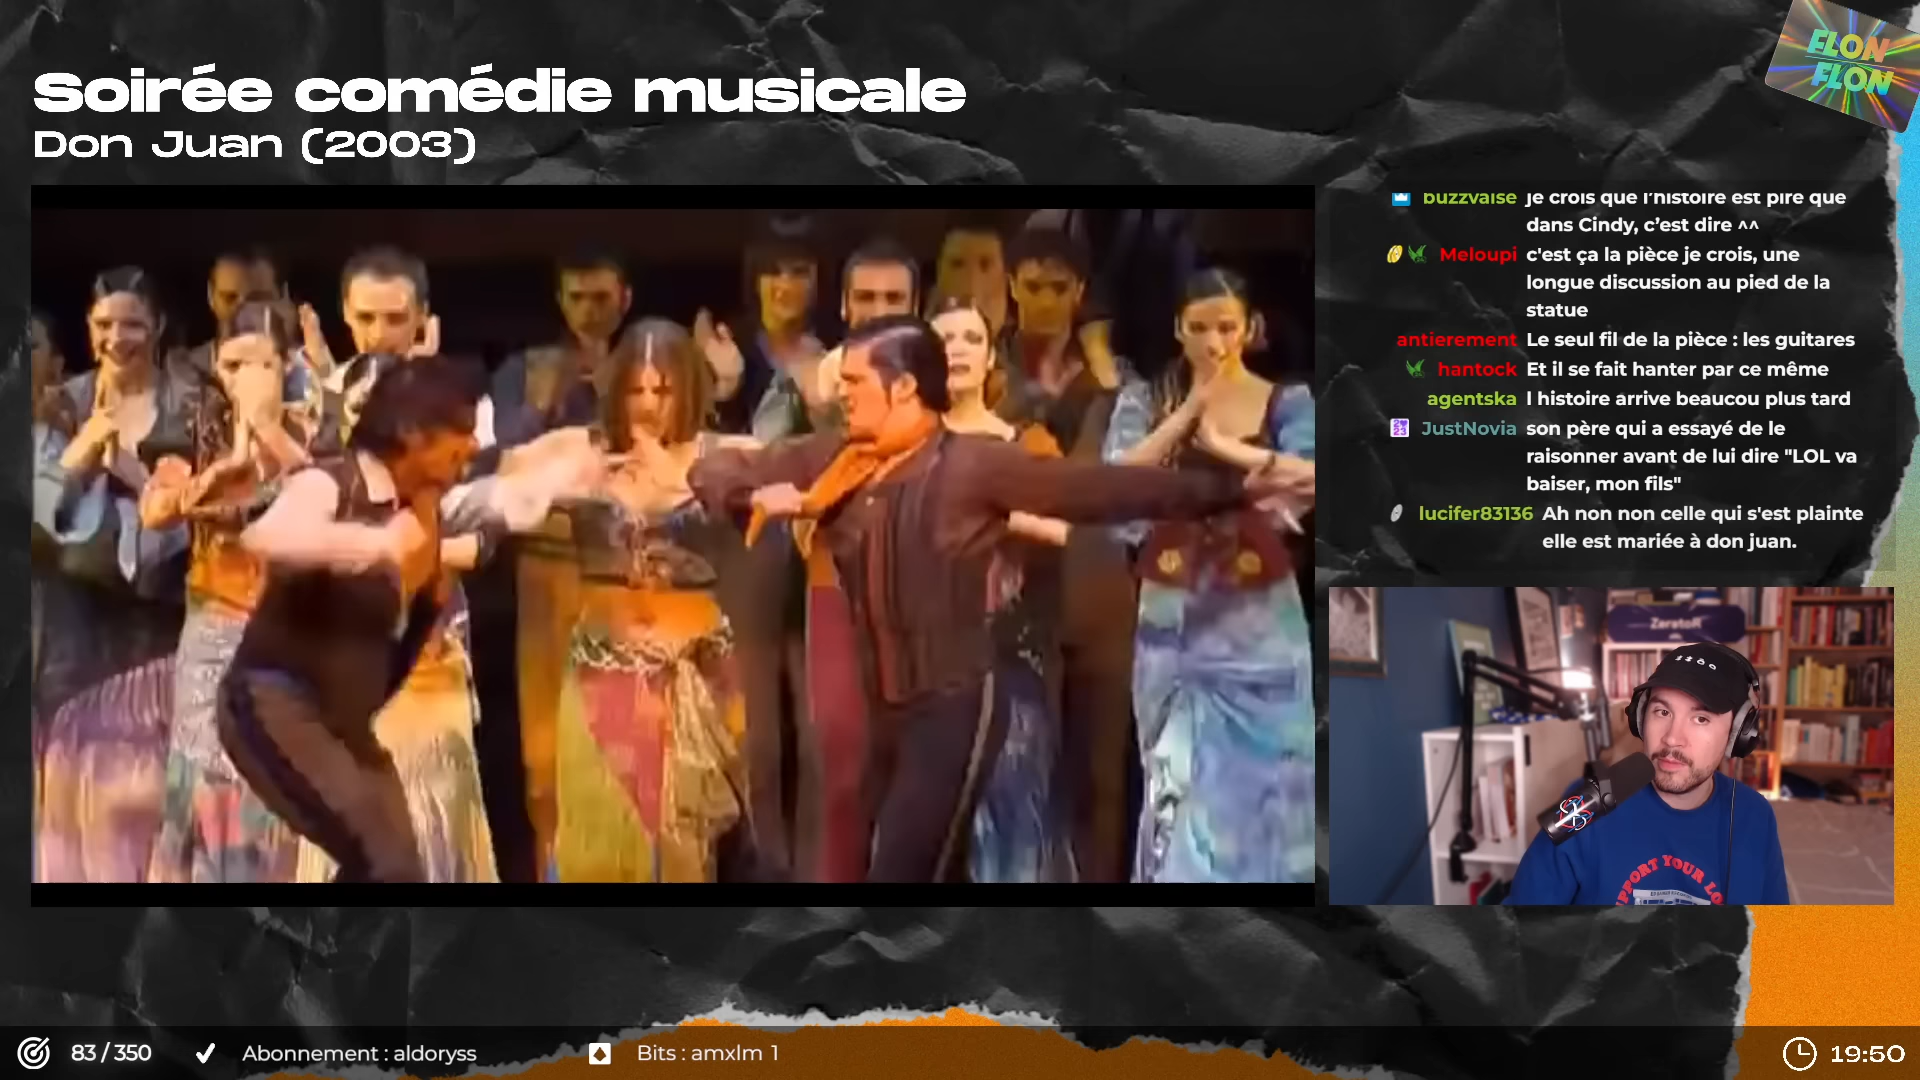 Soirée comédie musicale
Don Juan (2003)
FLON
FLON
buzzvaise je crois que l'histoire est pire que
dans Cindy, c'est dire ^^
Meloupi c'est ça la pièce je crois, une
longue discussion au pied de la
statue
antierement Le seul fil de la pièce : les guitares
hantock Et il se fait hanter par ce même
agentska l histoire arrive beaucou plus tard
JustNovia son père qui a essayé de le
raisonner avant de lui dire "LOL va
baiser, mon fils"
lucifer83136 Ah non non celle qui s'est plainte
elle est mariée à don juan.
ZeratoR
PORT YOUR LO
83 / 350
Abonnement : aldoryss
Bits : amxlm 1
19:50